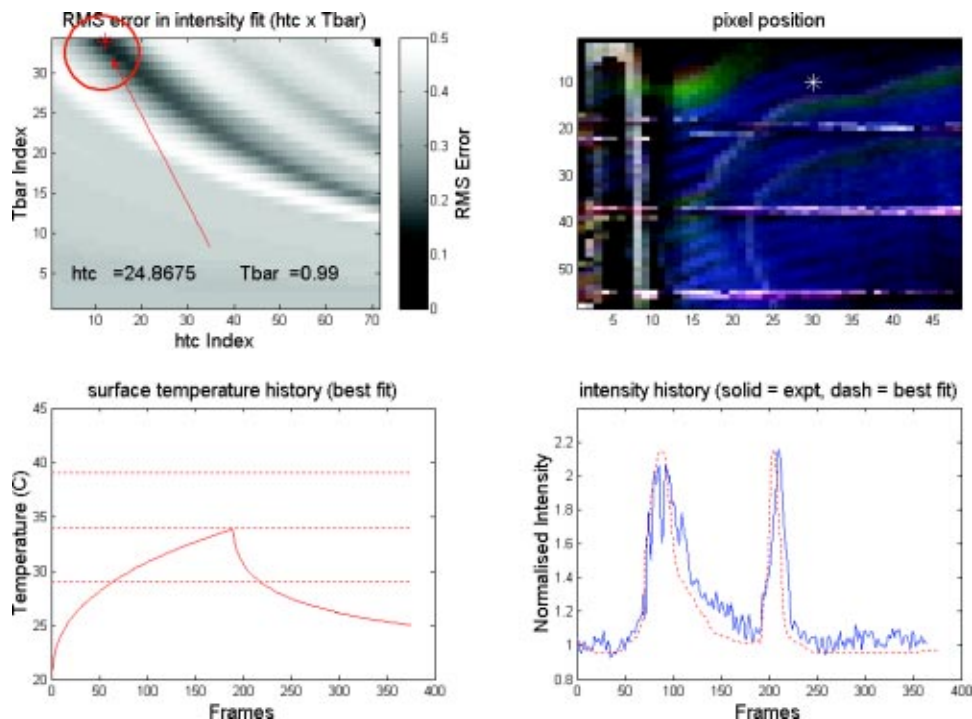 RMS error in intensity fit (htc x Tbar)
30
25
20
15
10
5
Tbar Index
htc =24.8675 Tbar =0.99
10 20 30 40 50 60 70
htc Index
0.5
0.4
0.3
0.2
0.1
0
RMS Error
pixel position
10
20
30
40
50
5 10 15 20 25 30 35 40 45
surface temperature history (best fit)
45
40
35
30
25
20
Temperature (C)
0 50 100 150 200 250 300 350 400
Frames
intensity history (solid = expt, dash = best fit)
2.2
2
1.8
1.6
1.4
1.2
1
0.8
Normalised Intensity
0 50 100 150 200 250 300 350 400
Frames